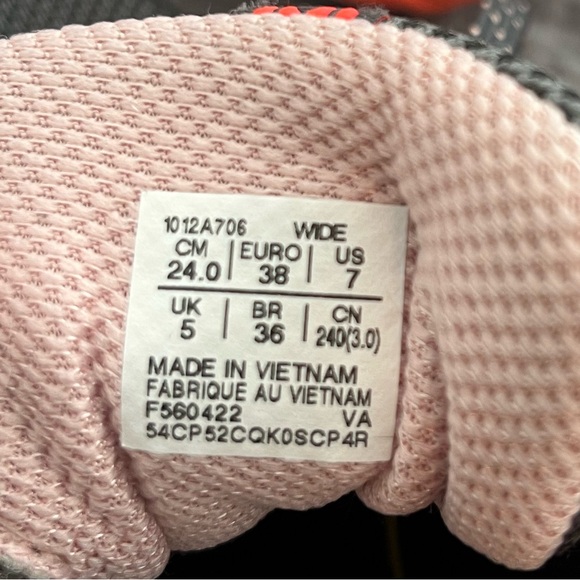 1012A706 WIDE
CM | EURO | US
24.0 | 38 | 7
UK | BR | CN
5 | 36 | 240(3.0)
MADE IN VIETNAM
FABRIQUE AU VIETNAM
F560422 VA
54CP52CQK0SCP4R